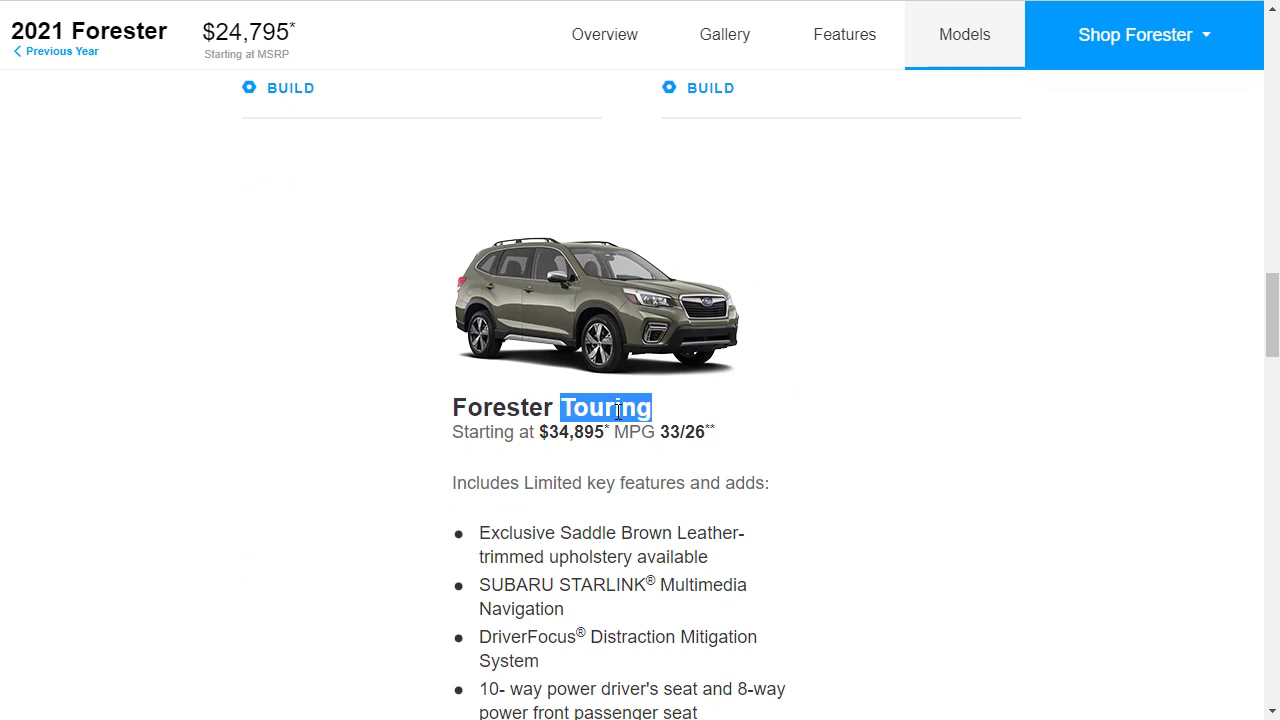 2021 Forester
Previous Year
$24,795*
Starting at MSRP
Overview
Gallery
Features
Models
Shop Forester
BUILD
BUILD
Forester Touring
Starting at $34,895* MPG 33/26**
Includes Limited key features and adds:
● Exclusive Saddle Brown Leather-
trimmed upholstery available
● SUBARU STARLINK® Multimedia
Navigation
● DriverFocus® Distraction Mitigation
System
● 10- way power driver's seat and 8-way
power front passenger seat